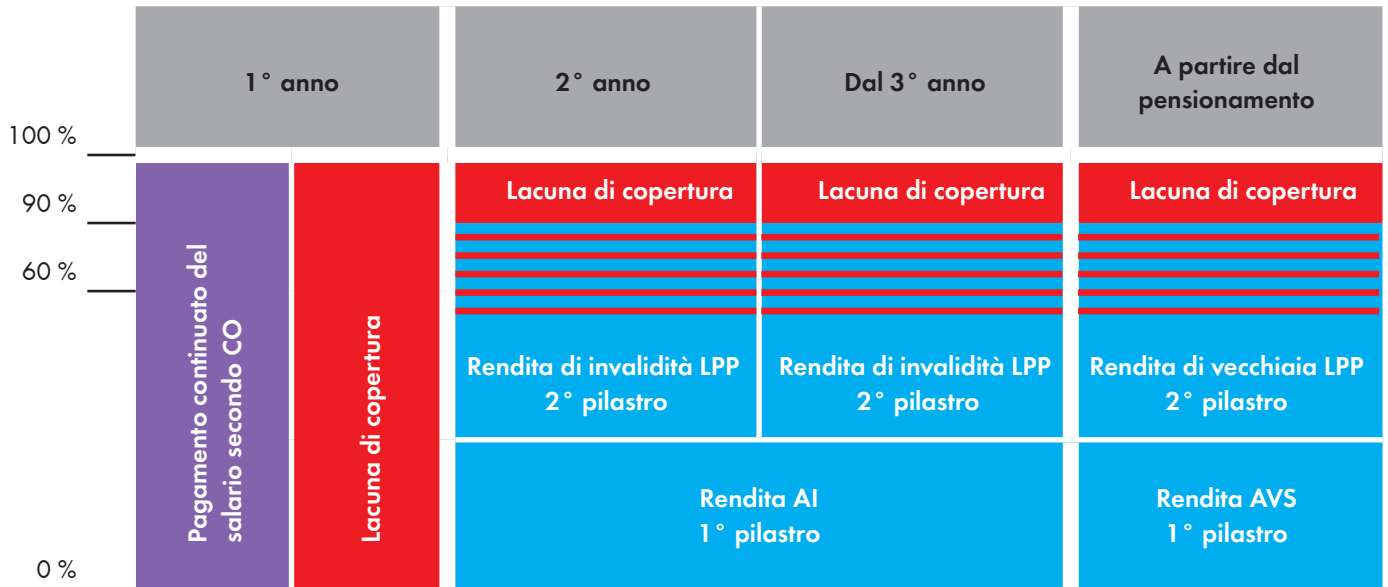 1° anno
2° anno
Dal 3° anno
A partire dal
pensionamento
100 %
90 %
60 %
0 %
Pagamento continuato del
salario secondo CO
Lacuna di copertura
Lacuna di copertura
Lacuna di copertura
Lacuna di copertura
Rendita di invalidità LPP
2° pilastro
Rendita di invalidità LPP
2° pilastro
Rendita di vecchiaia LPP
2° pilastro
Rendita AI
1° pilastro
Rendita AVS
1° pilastro